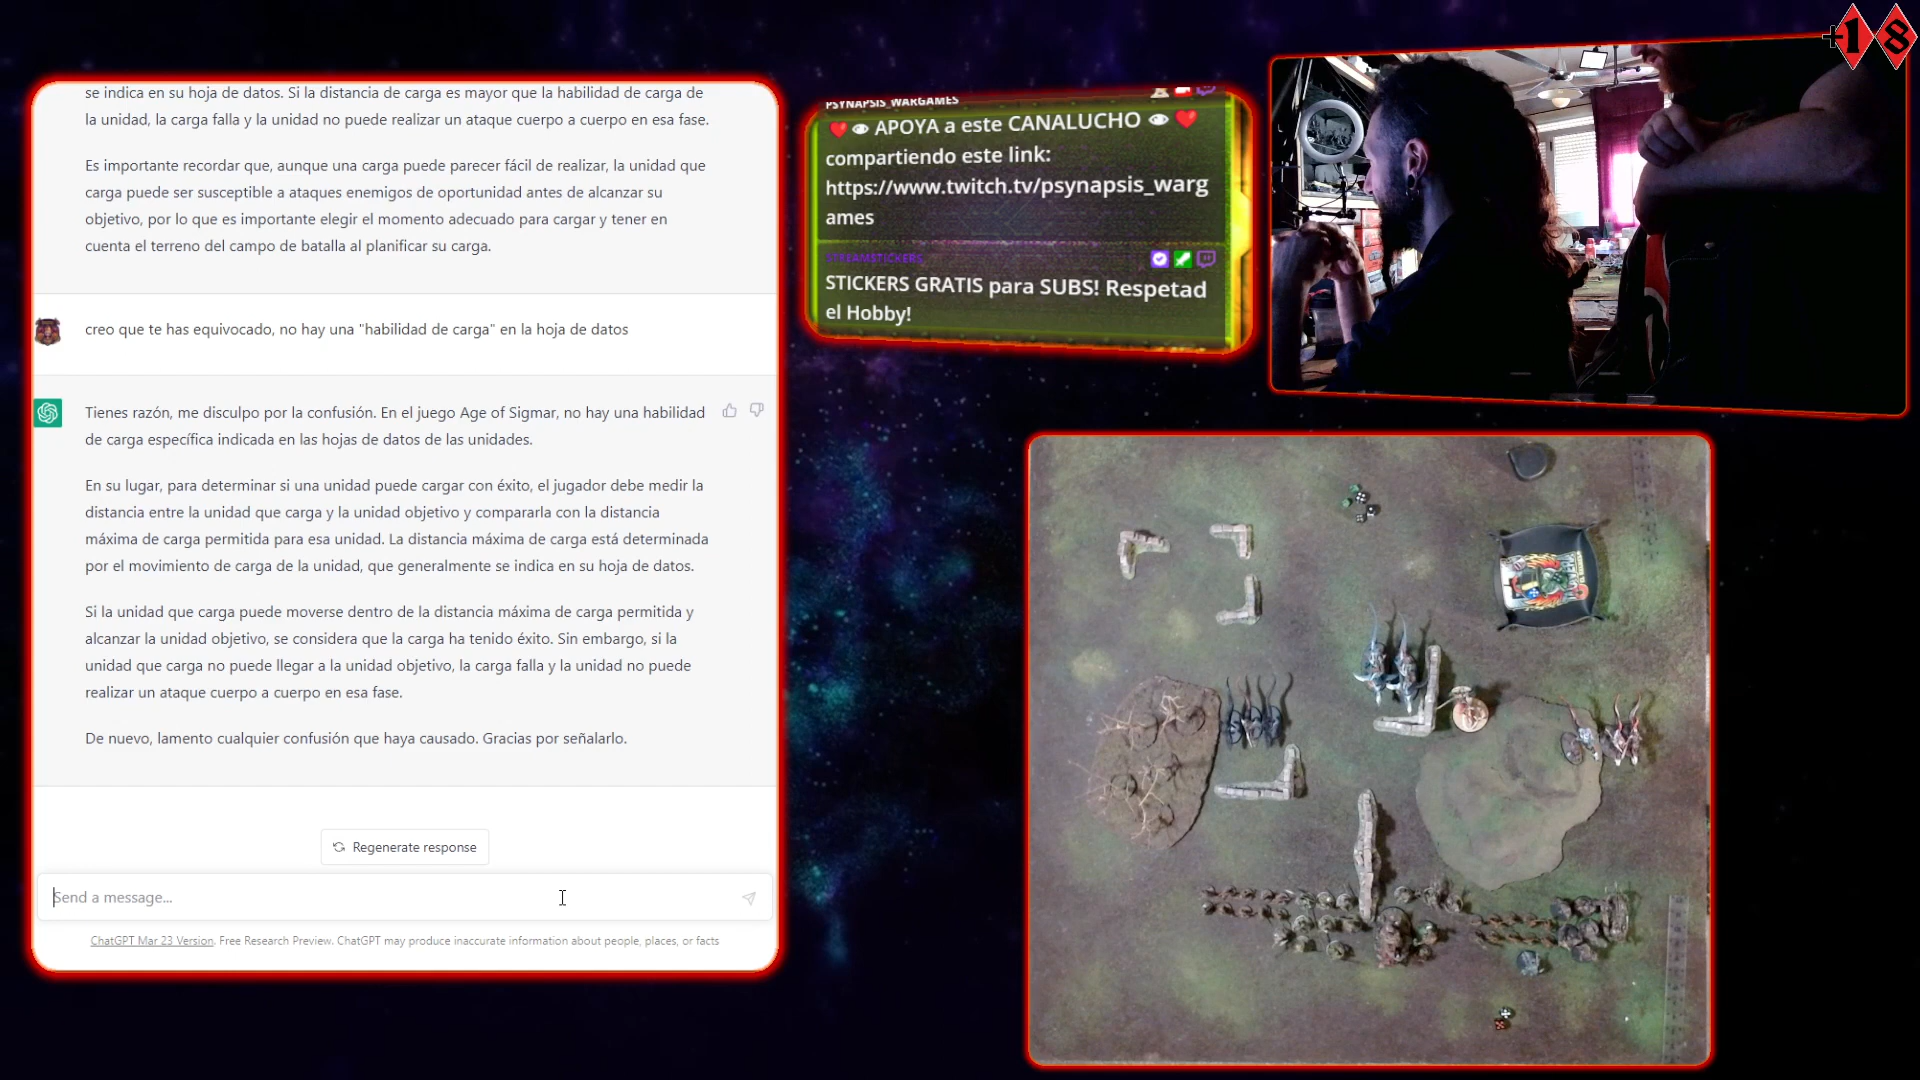 +18
se indica en su hoja de datos. Si la distancia de carga es mayor que la habilidad de carga de
la unidad, la carga falla y la unidad no puede realizar un ataque cuerpo a cuerpo en esa fase.
Es importante recordar que, aunque una carga puede parecer fácil de realizar, la unidad que
carga puede ser susceptible a ataques enemigos de oportunidad antes de alcanzar su
objetivo, por lo que es importante elegir el momento adecuado para cargar y tener en
cuenta el terreno del campo de batalla al planificar su carga.
creo que te has equivocado, no hay una "habilidad de carga" en la hoja de datos
Tienes razón, me disculpo por la confusión. En el juego Age of Sigmar, no hay una habilidad
de carga específica indicada en las hojas de datos de las unidades.
En su lugar, para determinar si una unidad puede cargar con éxito, el jugador debe medir la
distancia entre la unidad que carga y la unidad objetivo y compararla con la distancia
máxima de carga permitida para esa unidad. La distancia máxima de carga está determinada
por el movimiento de carga de la unidad, que generalmente se indica en su hoja de datos.
Si la unidad que carga puede moverse dentro de la distancia máxima de carga permitida y
alcanzar la unidad objetivo, se considera que la carga ha tenido éxito. Sin embargo, si la
unidad que carga no puede llegar a la unidad objetivo, la carga falla y la unidad no puede
realizar un ataque cuerpo a cuerpo en esa fase.
De nuevo, lamento cualquier confusión que haya causado. Gracias por señalarlo.
Regenerate response
Send a message...
ChatGPT Mar 23 Version. Free Research Preview. ChatGPT may produce inaccurate information about people, places, or facts
PSYNAPSIS_WARGAMES
APOYA a este CANALUCHO
compartiendo este link:
https://www.twitch.tv/psynapsis_warg
ames
STREAMSTICKERS
STICKERS GRATIS para SUBS! Respetad
el Hobby!